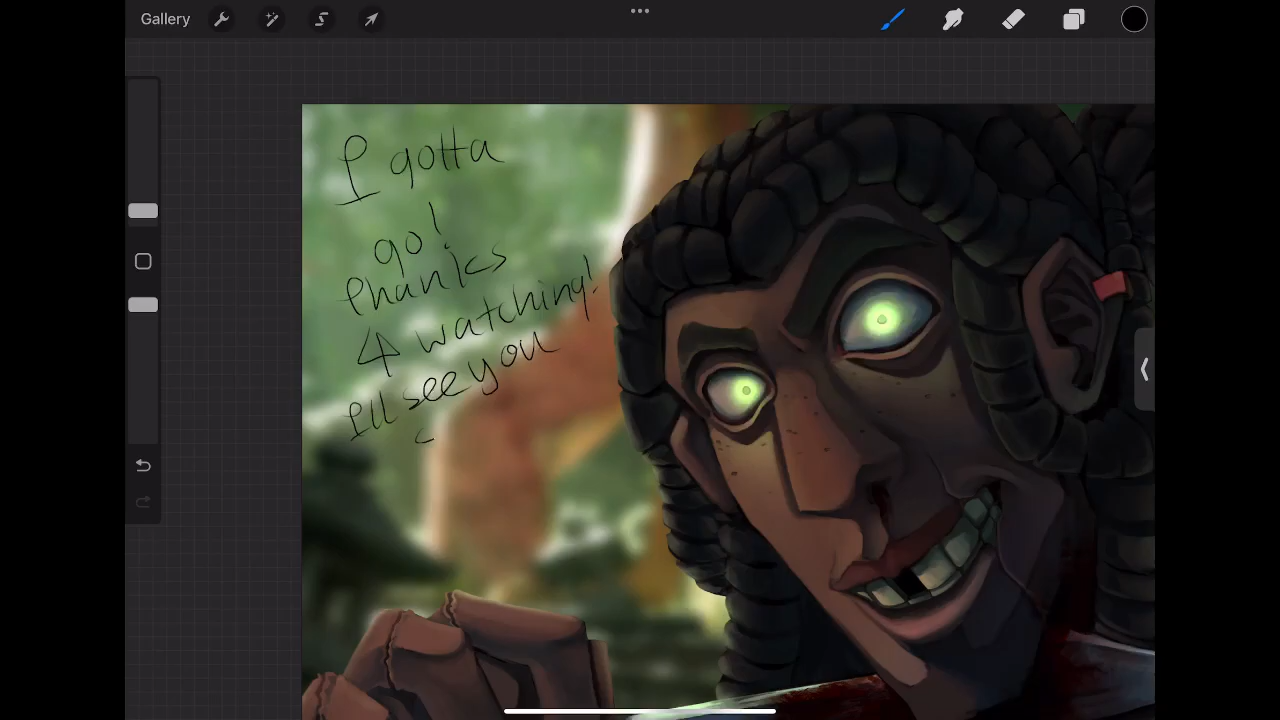 Gallery
I gotta
go!
Thanks
4 watching!
I'll see you